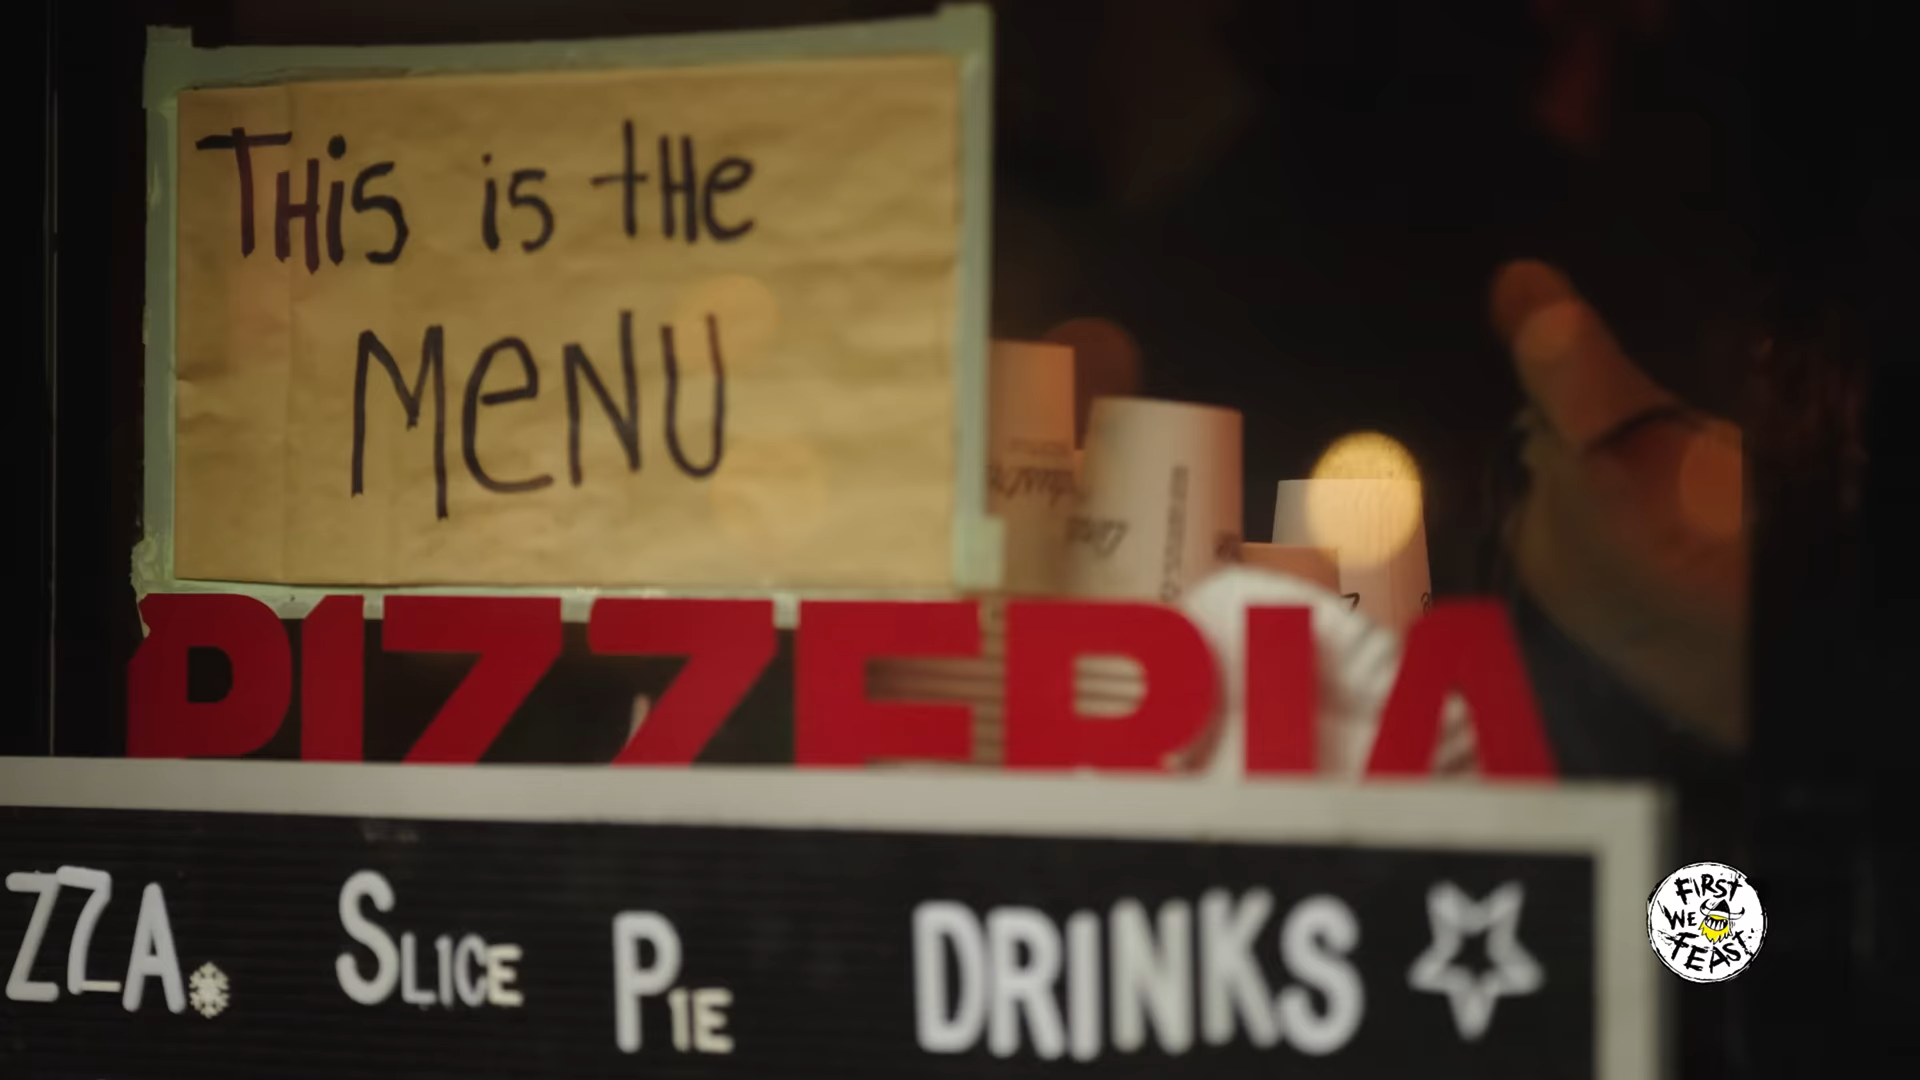 THis is tHe
MeNU
PIZZERIA
ZZA. SLICE PIE DRINKS
FIRST
WE
FEAST